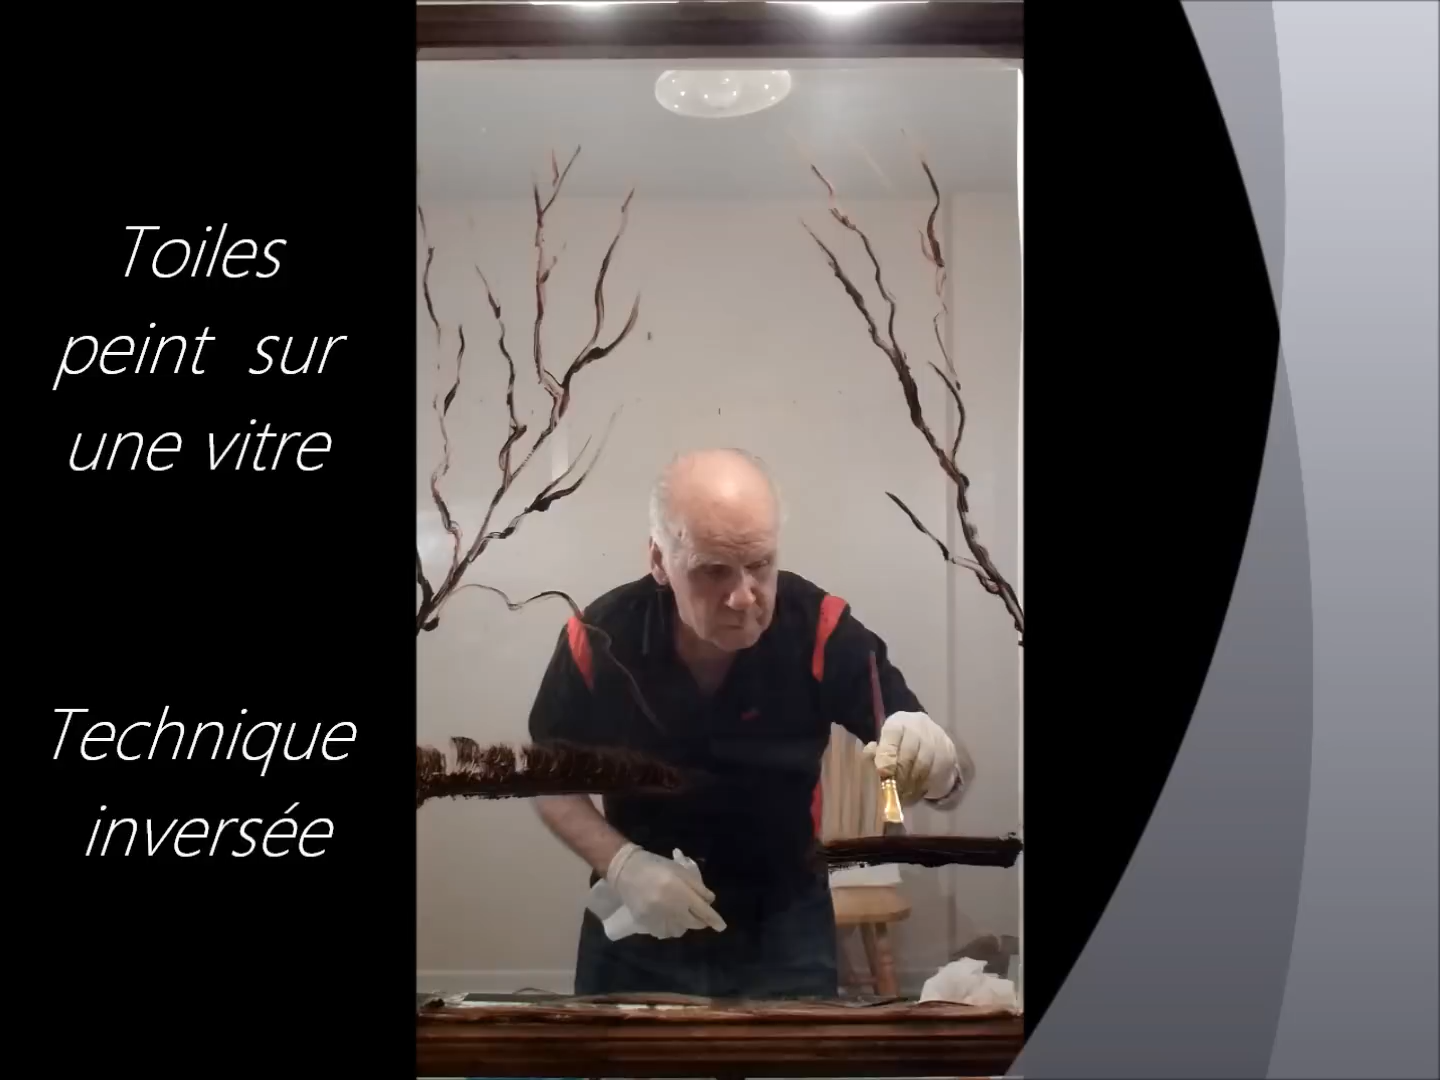 Toiles
peint sur
une vitre
Technique
inversée